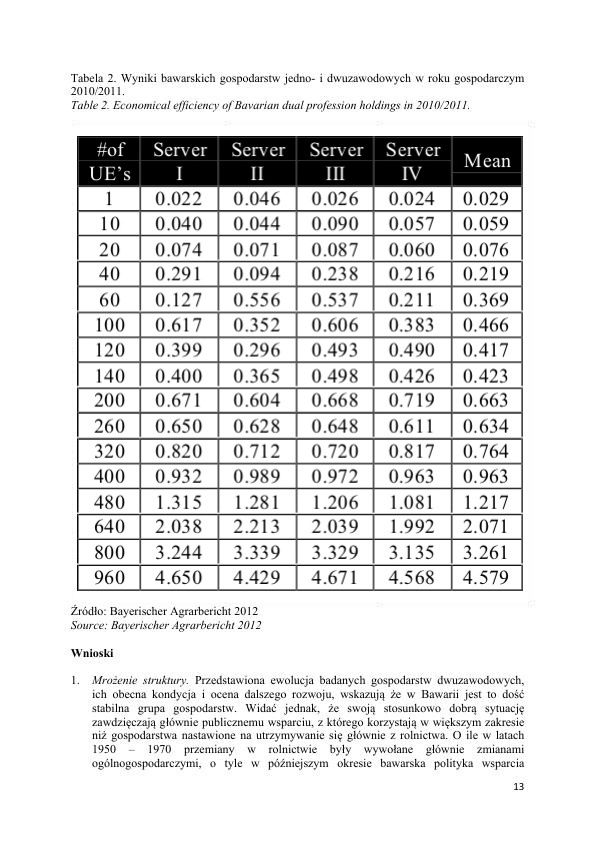 Tabela 2. Wyniki bawarskich gospodarstw jedno- i dwuzawodowych w roku gospodarczym
2010/2011.
Table 2. Economical efficiency of Bavarian dual profession holdings in 2010/2011.
#of UE's Server I Server II Server III Server IV Mean
1 0.022 0.046 0.026 0.024 0.029
10 0.040 0.044 0.090 0.057 0.059
20 0.074 0.071 0.087 0.060 0.076
40 0.291 0.094 0.238 0.216 0.219
60 0.127 0.556 0.537 0.211 0.369
100 0.617 0.352 0.606 0.383 0.466
120 0.399 0.296 0.493 0.490 0.417
140 0.400 0.365 0.498 0.426 0.423
200 0.671 0.604 0.668 0.719 0.663
260 0.650 0.628 0.648 0.611 0.634
320 0.820 0.712 0.720 0.817 0.764
400 0.932 0.989 0.972 0.963 0.963
480 1.315 1.281 1.206 1.081 1.217
640 2.038 2.213 2.039 1.992 2.071
800 3.244 3.339 3.329 3.135 3.261
960 4.650 4.429 4.671 4.568 4.579
Źródło: Bayerischer Agrarbericht 2012
Source: Bayerischer Agrarbericht 2012
Wnioski
1. Mrożenie struktury. Przedstawiona ewolucja badanych gospodarstw dwuzawodowych,
ich obecna kondycja i ocena dalszego rozwoju, wskazują że w Bawarii jest to dość
stabilna grupa gospodarstw. Widać jednak, że swoją stosunkowo dobrą sytuację
zawdzięczają głównie publicznemu wsparciu, z którego korzystają w większym zakresie
niż gospodarstwa nastawione na utrzymywanie się głównie z rolnictwa. O ile w latach
1950 – 1970 przemiany w rolnictwie były wywołane głównie zmianami
ogólnogospodarczymi, o tyle w późniejszym okresie bawarska polityka wsparcia
13